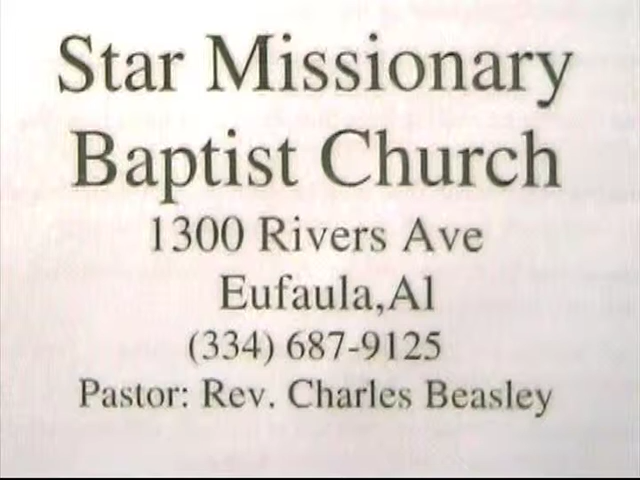 Star Missionary
Baptist Church
1300 Rivers Ave
Eufaula,Al
(334) 687-9125
Pastor: Rev. Charles Beasley